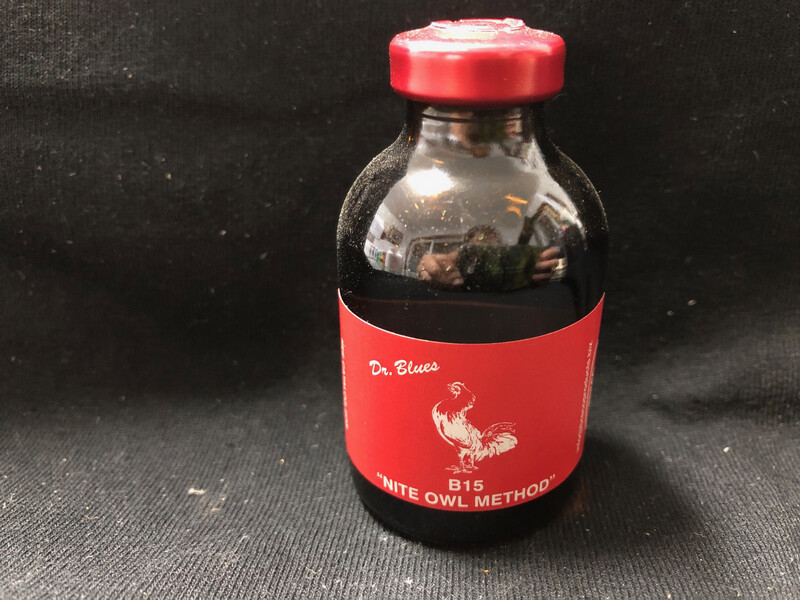 Dr. Blues
B15
"NITE OWL METHOD"